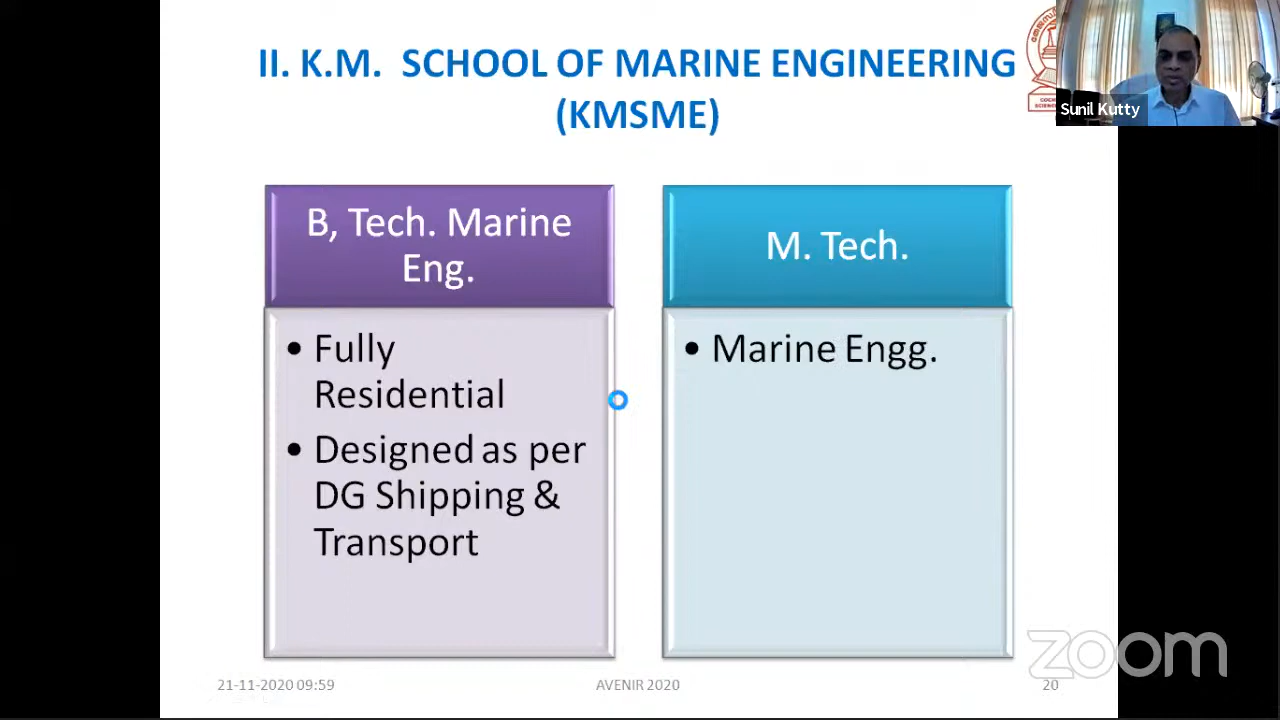 II. K.M. SCHOOL OF MARINE ENGINEERING
(KMSME)
Sunil Kutty
B, Tech. Marine
Eng.
• Fully
Residential
• Designed as per
DG Shipping &
Transport
M. Tech.
• Marine Engg.
zoom
21-11-2020 09:59
AVENIR 2020
20